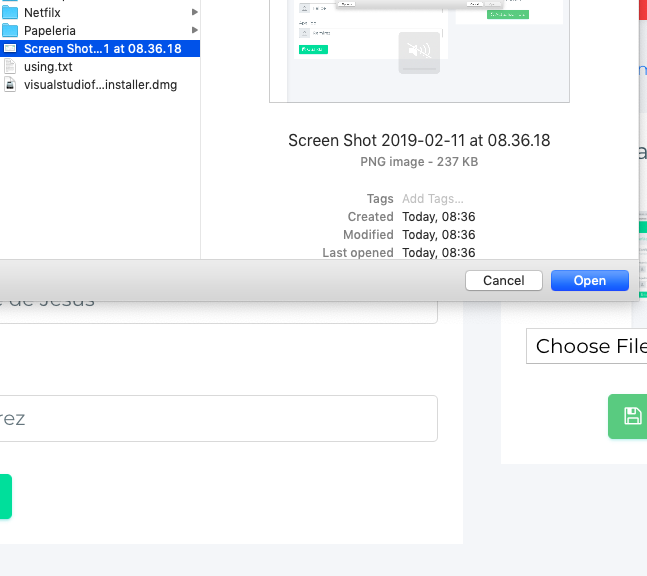 Netfilx
Papeleria
Screen Shot...1 at 08.36.18
using.txt
visualstudiof...installer.dmg
Screen Shot 2019-02-11 at 08.36.18
PNG image - 237 KB
Tags Add Tags...
Created Today, 08:36
Modified Today, 08:36
Last opened Today, 08:36
Cancel
Open
de Jesus
Choose File
rez